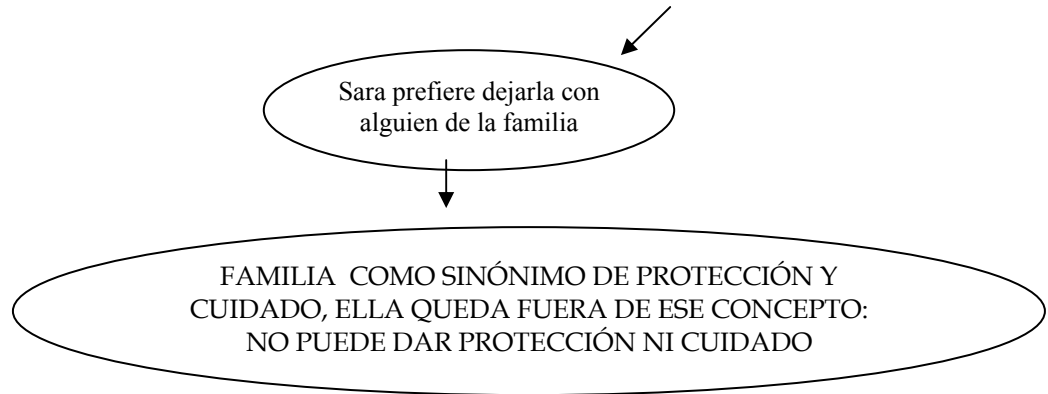 Sara prefiere dejarla con
alguien de la familia
FAMILIA COMO SINÓNIMO DE PROTECCIÓN Y
CUIDADO, ELLA QUEDA FUERA DE ESE CONCEPTO:
NO PUEDE DAR PROTECCIÓN NI CUIDADO